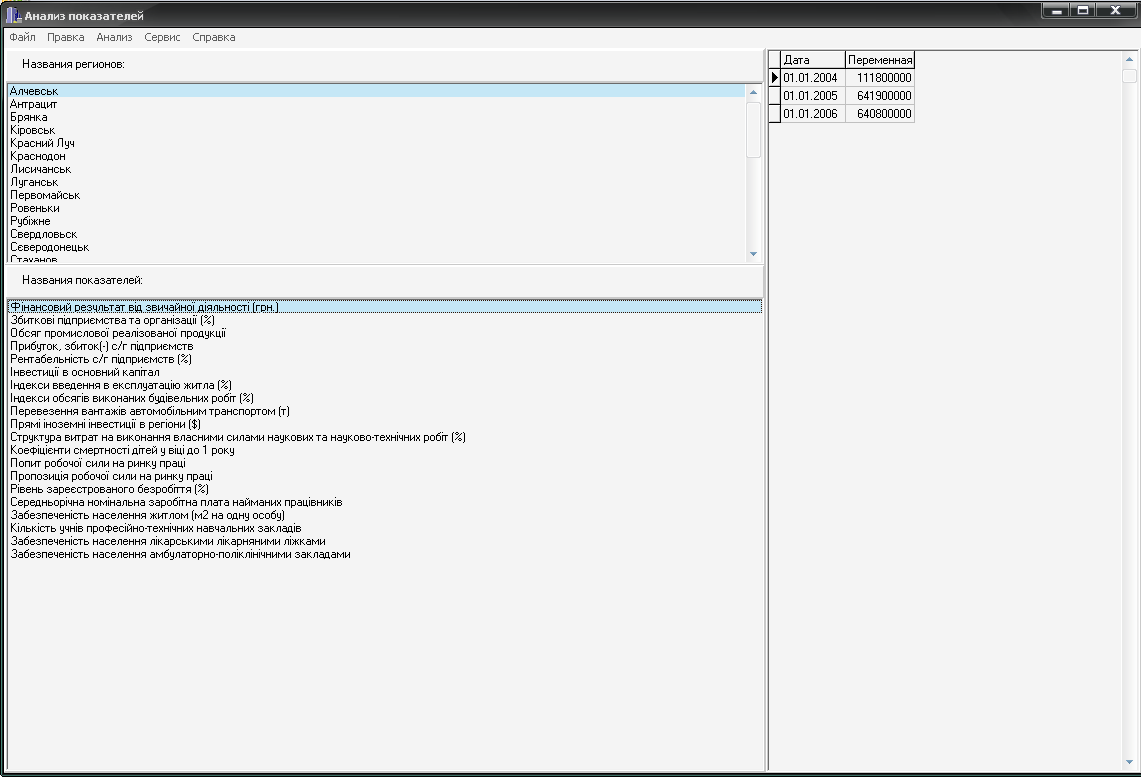 Анализ показателей
Файл Правка Анализ Сервис Справка
Названия регионов:
Алчевськ
Антрацит
Брянка
Кіровськ
Красний Луч
Краснодон
Лисичанськ
Луганськ
Первомайськ
Ровеньки
Рубіжне
Свердловьск
Сєверодонецьк
Стаханов
Названия показателей:
Фінансовий результат від звичайної діяльності (грн.)
Збиткові підприємства та організації (%)
Обсяг промислової реалізованої продукції
Прибуток, збиток(-) с/г підприємств
Рентабельність с/г підприємств (%)
Інвестиції в основний капітал
Індекси введення в експлуатацію житла (%)
Індекси обсягів виконаних будівельних робіт (%)
Перевезення вантажів автомобільним транспортом (т)
Прямі іноземні інвестиції в регіони ($)
Структура витрат на виконання власними силами наукових та науково-технічних робіт (%)
Коефіцієнти смертності дітей у віці до 1 року
Попит робочої сили на ринку праці
Пропозиція робочої сили на ринку праці
Рівень зареєстрованого безробіття (%)
Середньорічна номінальна заробітна плата найманих працівників
Забезпеченість населення житлом (м2 на одну особу)
Кількість учнів професійно-технічних навчальних закладів
Забезпеченість населення лікарськими лікарняними ліжками
Забезпеченість населення амбулаторно-поліклінічними закладами
Дата Переменная
01.01.2004 111800000
01.01.2005 641900000
01.01.2006 640800000